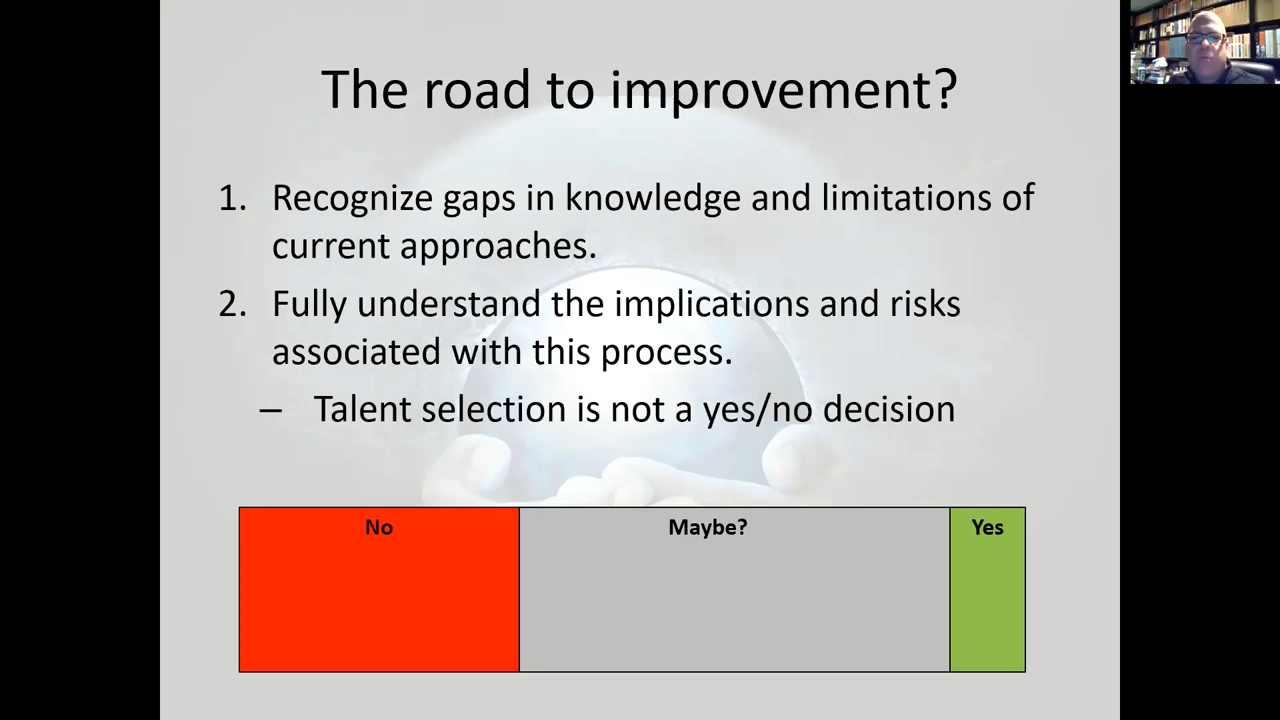 The road to improvement?
1. Recognize gaps in knowledge and limitations of
current approaches.
2. Fully understand the implications and risks
associated with this process.
– Talent selection is not a yes/no decision
No
Maybe?
Yes